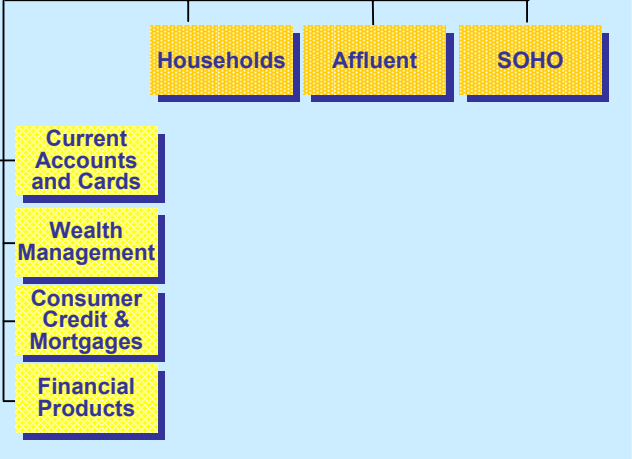 Households
Affluent
SOHO
Current
Accounts
and Cards
Wealth
Management
Consumer
Credit &
Mortgages
Financial
Products